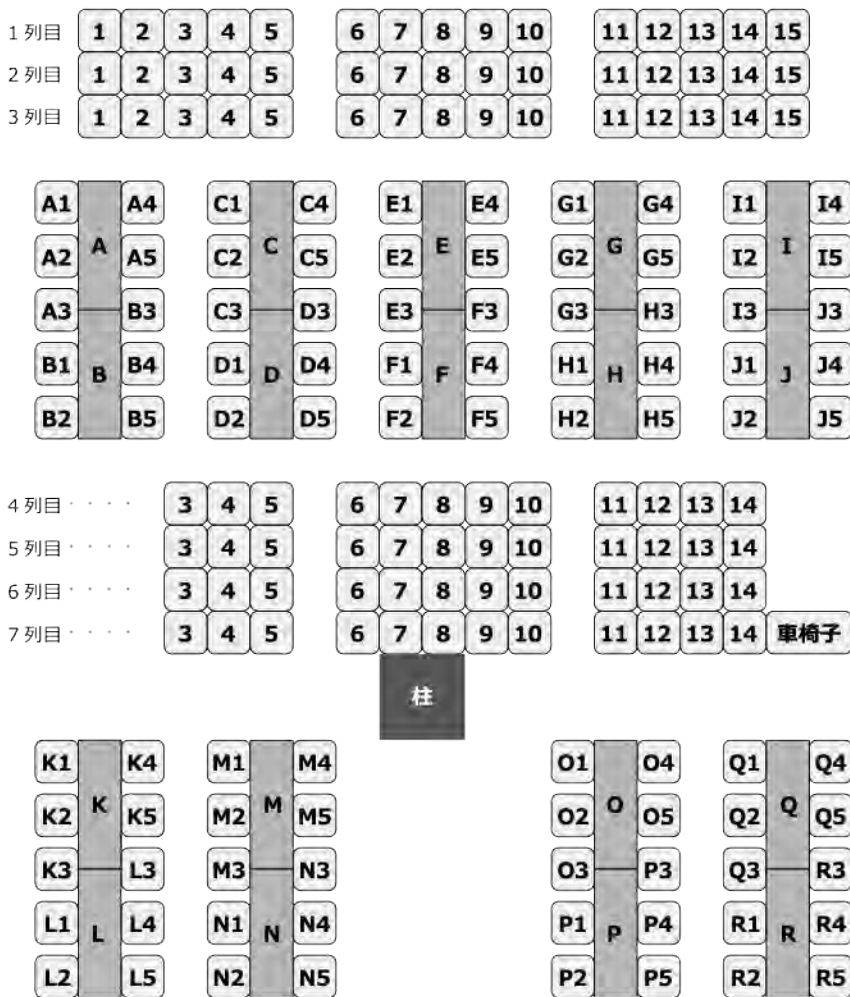 1 列目 1 2 3 4 5 6 7 8 9 10 11 12 13 14 15
2 列目 1 2 3 4 5 6 7 8 9 10 11 12 13 14 15
3 列目 1 2 3 4 5 6 7 8 9 10 11 12 13 14 15
A1 A4 C1 C4 E1 E4 G1 G4 I1 I4
A C E G I
A2 A5 C2 C5 E2 E5 G2 G5 I2 I5
A3 B3 C3 D3 E3 F3 G3 H3 I3 J3
B1 B4 D1 D4 F1 F4 H1 H4 J1 J4
B D F H J
B2 B5 D2 D5 F2 F5 H2 H5 J2 J5
4 列目 ···· 3 4 5 6 7 8 9 10 11 12 13 14
5 列目 ···· 3 4 5 6 7 8 9 10 11 12 13 14
6 列目 ···· 3 4 5 6 7 8 9 10 11 12 13 14
7 列目 ···· 3 4 5 6 7 8 9 10 11 12 13 14 車椅子
柱
K1 K4 M1 M4 O1 O4 Q1 Q4
K M O Q
K2 K5 M2 M5 O2 O5 Q2 Q5
K3 L3 M3 N3 O3 P3 Q3 R3
L1 L4 N1 N4 P1 P4 R1 R4
L N P R
L2 L5 N2 N5 P2 P5 R2 R5